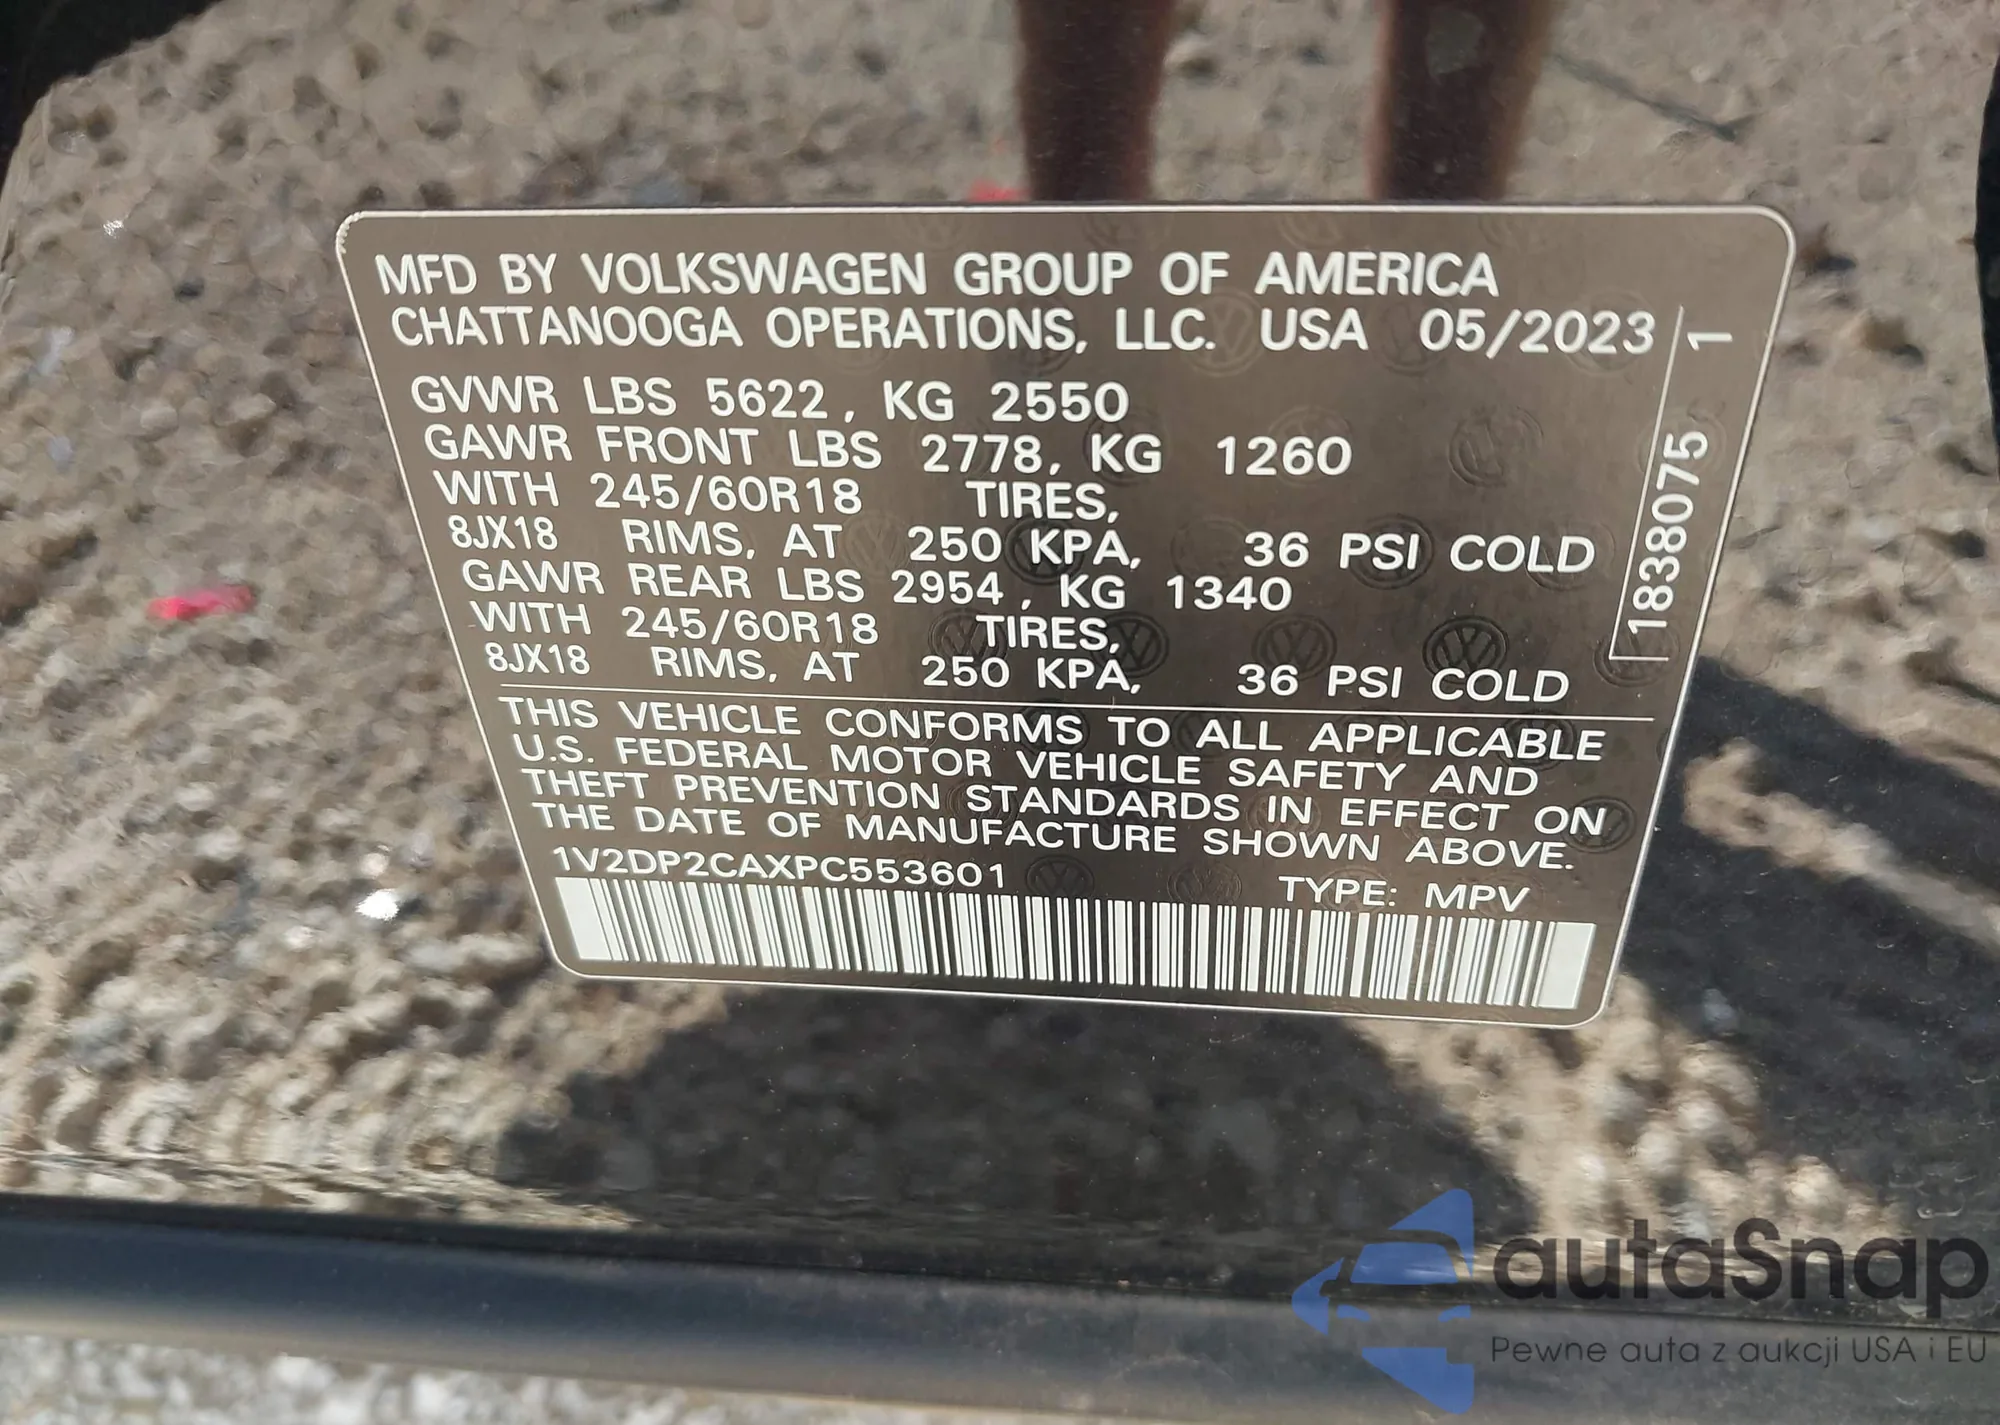 MFD BY VOLKSWAGEN GROUP OF AMERICA
CHATTANOOGA OPERATIONS, LLC. USA 05/2023
GVWR LBS 5622, KG 2550
GAWR FRONT LBS 2778, KG 1260
WITH 245/60R18 TIRES,
8JX18 RIMS, AT 250 KPA, 36 PSI COLD
GAWR REAR LBS 2954, KG 1340
WITH 245/60R18 TIRES,
8JX18 RIMS, AT 250 KPA, 36 PSI COLD
1838075 1
THIS VEHICLE CONFORMS TO ALL APPLICABLE
U.S. FEDERAL MOTOR VEHICLE SAFETY AND
THEFT PREVENTION STANDARDS IN EFFECT ON
THE DATE OF MANUFACTURE SHOWN ABOVE.
1V2DP2CAXPC553601 TYPE: MPV
autaSnap
Pewne auta z aukcji USA i EU